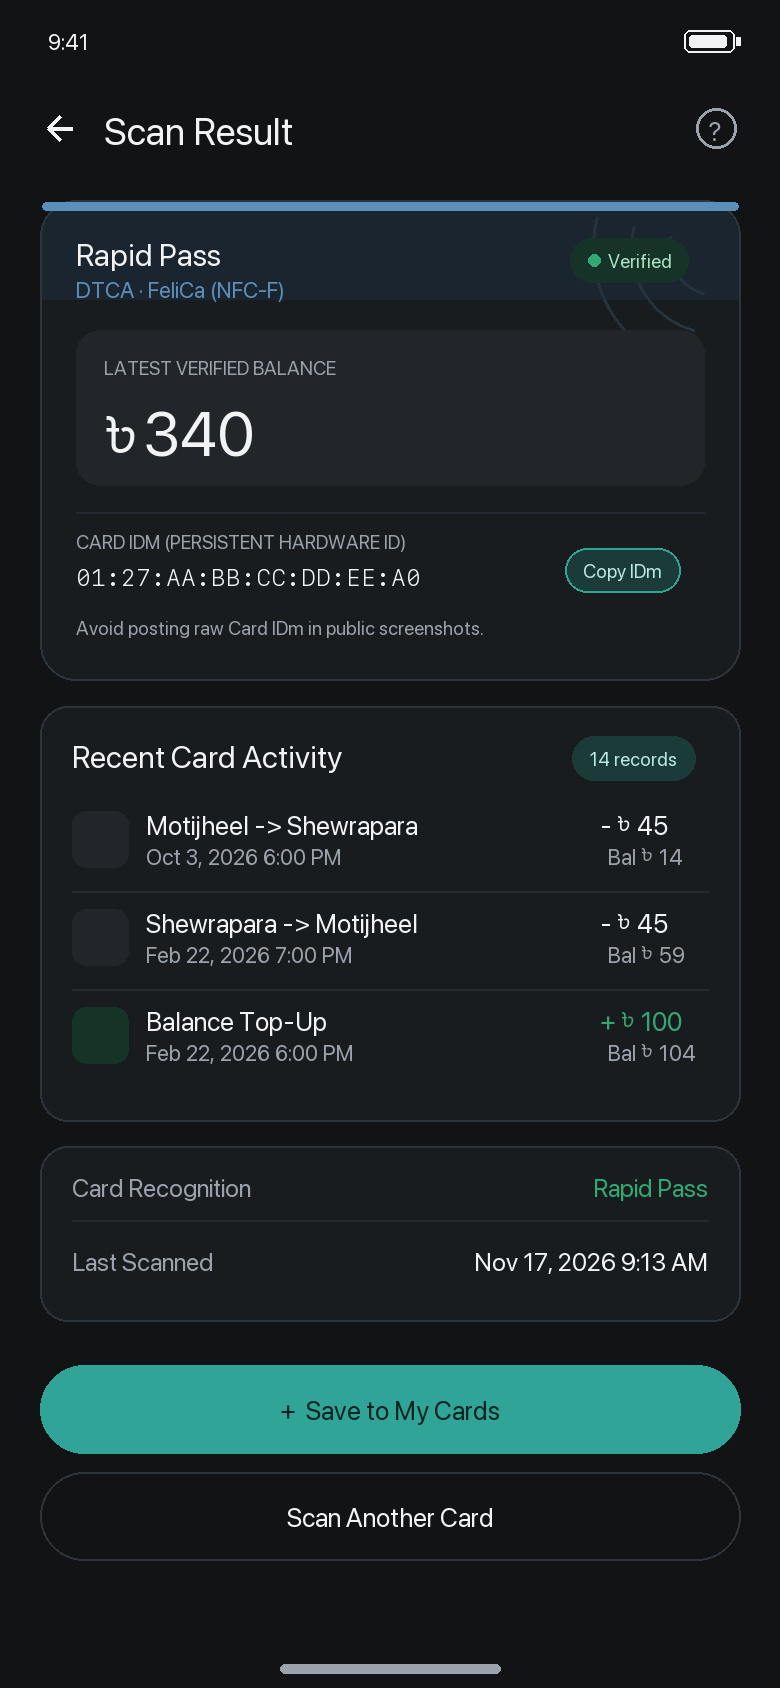 9:41
Scan Result
?
Rapid Pass
Verified
DTCA · FeliCa (NFC-F)
LATEST VERIFIED BALANCE
৳ 340
CARD IDM (PERSISTENT HARDWARE ID)
01:27:AA:BB:CC:DD:EE:A0
Copy IDm
Avoid posting raw Card IDm in public screenshots.
Recent Card Activity
14 records
Motijheel -> Shewrapara
- ৳ 45
Oct 3, 2026 6:00 PM
Bal ৳ 14
Shewrapara -> Motijheel
- ৳ 45
Feb 22, 2026 7:00 PM
Bal ৳ 59
Balance Top-Up
+ ৳ 100
Feb 22, 2026 6:00 PM
Bal ৳ 104
Card Recognition
Rapid Pass
Last Scanned
Nov 17, 2026 9:13 AM
+ Save to My Cards
Scan Another Card